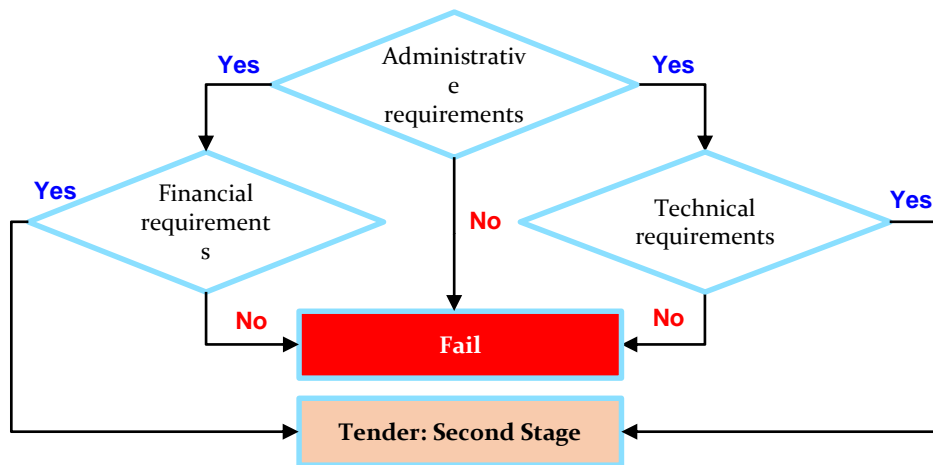 Yes
Administrativ
e
requirements
Yes
Yes
Financial
requirement
s
No
Technical
requirements
Yes
No
Fail
No
Tender: Second Stage